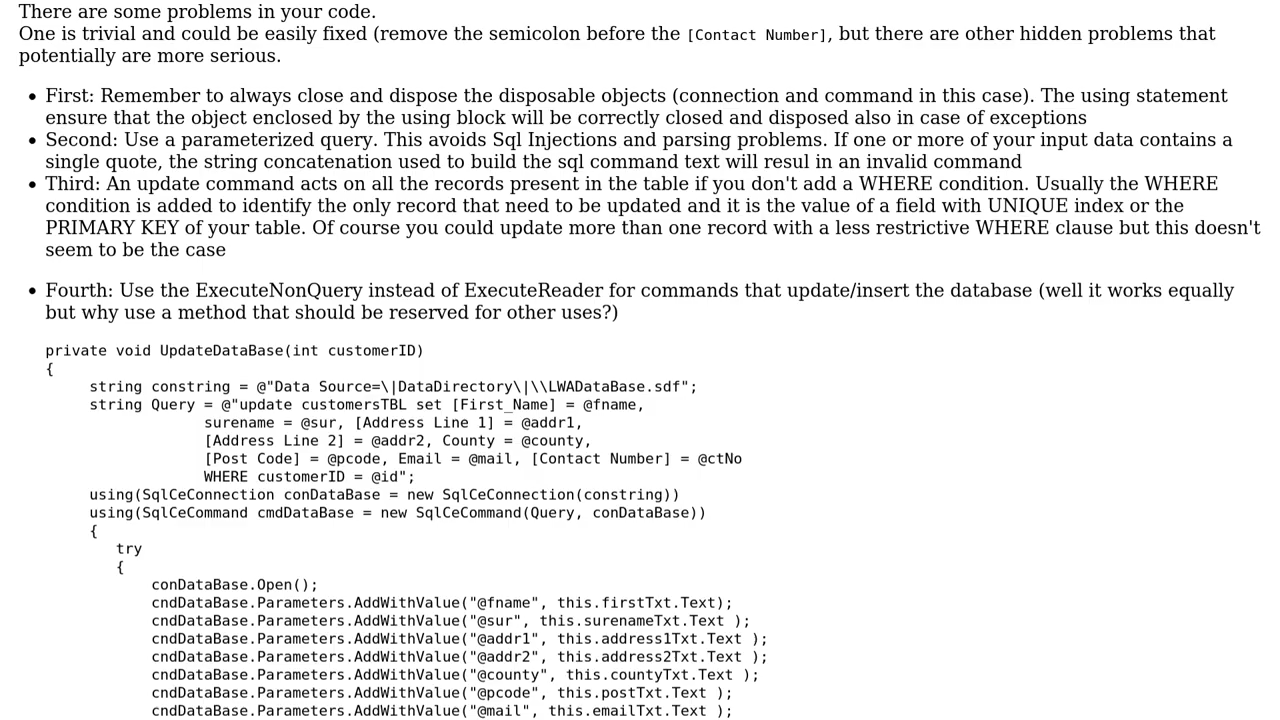 There are some problems in your code.
One is trivial and could be easily fixed (remove the semicolon before the [Contact Number], but there are other hidden problems that
potentially are more serious.
• First: Remember to always close and dispose the disposable objects (connection and command in this case). The using statement
ensure that the object enclosed by the using block will be correctly closed and disposed also in case of exceptions
• Second: Use a parameterized query. This avoids Sql Injections and parsing problems. If one or more of your input data contains a
single quote, the string concatenation used to build the sql command text will resul in an invalid command
• Third: An update command acts on all the records present in the table if you don't add a WHERE condition. Usually the WHERE
condition is added to identify the only record that need to be updated and it is the value of a field with UNIQUE index or the
PRIMARY KEY of your table. Of course you could update more than one record with a less restrictive WHERE clause but this doesn't
seem to be the case
• Fourth: Use the ExecuteNonQuery instead of ExecuteReader for commands that update/insert the database (well it works equally
but why use a method that should be reserved for other uses?)
private void UpdateDataBase(int customerID)
{
     string constring = @"Data Source=\|DataDirectory\|\\LWADataBase.sdf";
     string Query = @"update customersTBL set [First_Name] = @fname,
                  surename = @sur, [Address Line 1] = @addr1,
                  [Address Line 2] = @addr2, County = @county,
                  [Post Code] = @pcode, Email = @mail, [Contact Number] = @ctNo
                  WHERE customerID = @id";
     using(SqlCeConnection conDataBase = new SqlCeConnection(constring))
     using(SqlCeCommand cmdDataBase = new SqlCeCommand(Query, conDataBase))
     {
        try
        {
            conDataBase.Open();
            cndDataBase.Parameters.AddWithValue("@fname", this.firstTxt.Text);
            cndDataBase.Parameters.AddWithValue("@sur", this.surenameTxt.Text );
            cndDataBase.Parameters.AddWithValue("@addr1", this.address1Txt.Text );
            cndDataBase.Parameters.AddWithValue("@addr2", this.address2Txt.Text );
            cndDataBase.Parameters.AddWithValue("@county", this.countyTxt.Text );
            cndDataBase.Parameters.AddWithValue("@pcode", this.postTxt.Text );
            cndDataBase.Parameters.AddWithValue("@mail", this.emailTxt.Text );